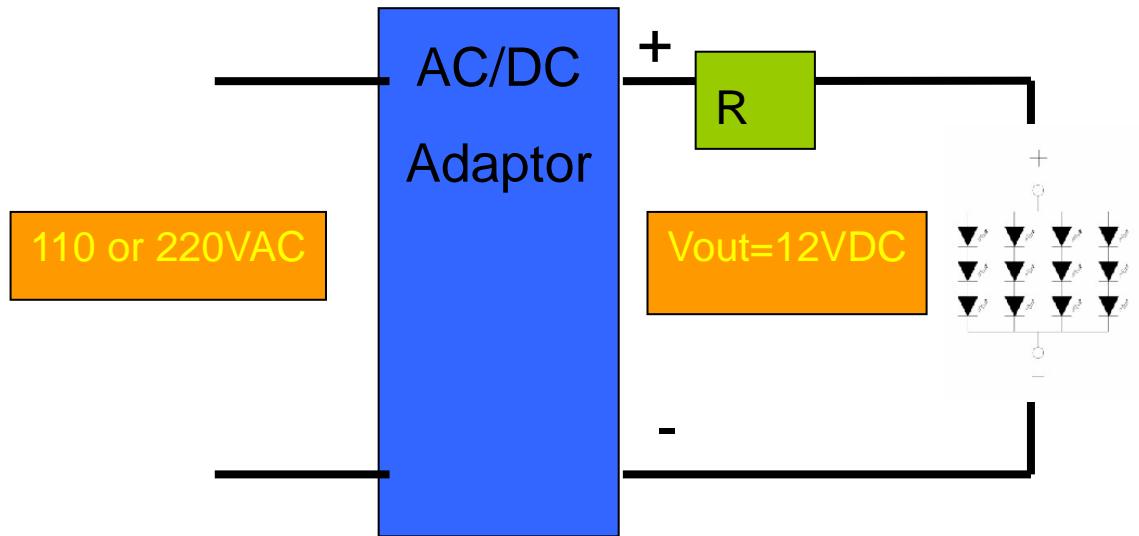 AC/DC
Adaptor
+
R
110 or 220VAC
Vout=12VDC
+
-
−